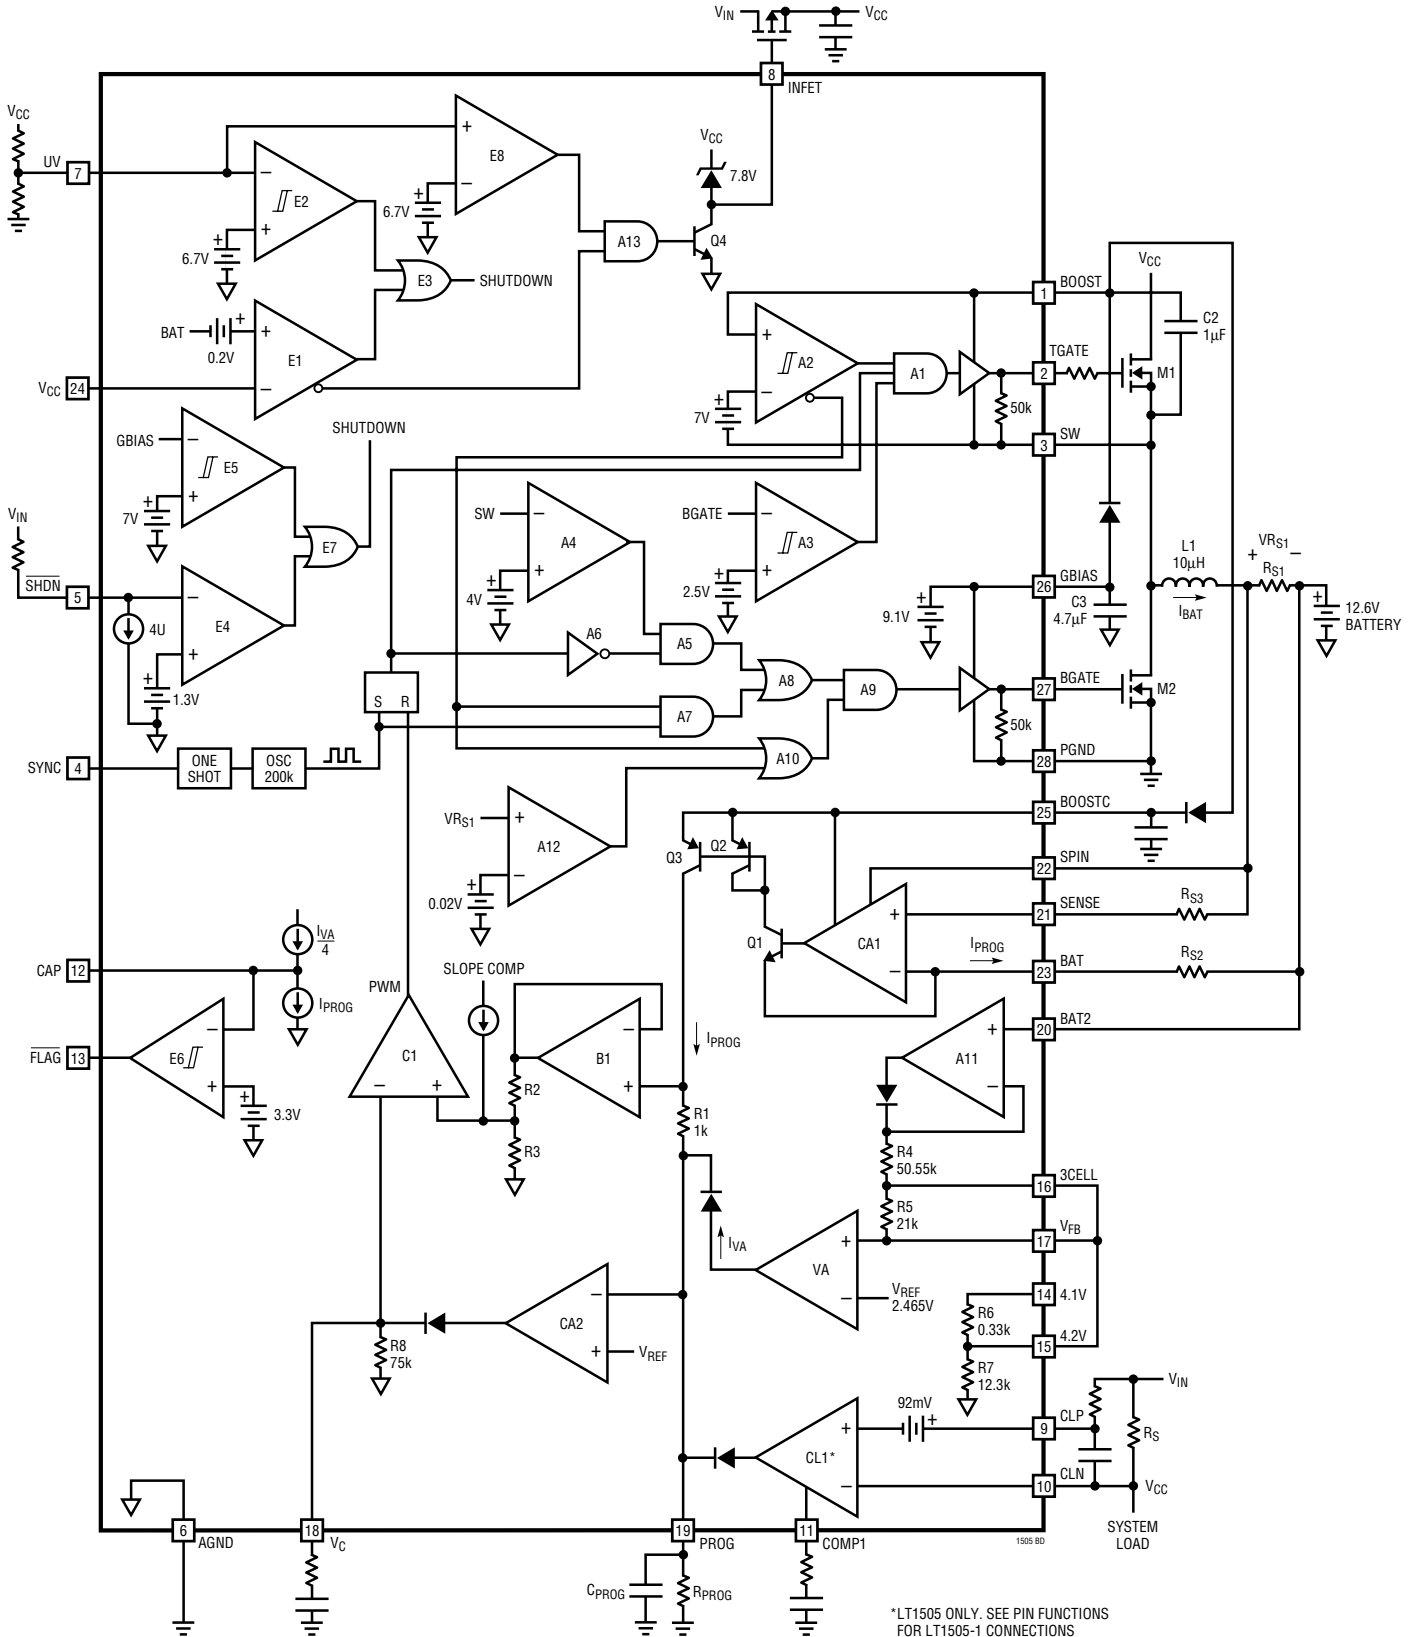 VIN
VCC
8
INFET
VCC
UV
7
+
E8
−
6.7V
+
−
E2
+
6.7V
+
VCC
7.8V
A13
Q4
E3
SHUTDOWN
BAT
+
0.2V
+
E1
−
VCC
24
1
BOOST
VCC
C2
1µF
+
A2
−
7V
+
A1
TGATE
2
M1
50k
3
SW
GBIAS
−
E5
+
7V
+
SHUTDOWN
E7
VIN
SHDN
5
−
E4
+
4U
+
1.3V
SW
−
A4
+
4V
+
BGATE
−
A3
+
2.5V
+
GBIAS
26
9.1V
+
C3
4.7µF
L1
10µH
IBAT
VRS1
+
−
RS1
+
12.6V
BATTERY
A6
A5
A8
A9
A7
A10
S
R
BGATE
27
M2
50k
PGND
28
SYNC
4
ONE
SHOT
OSC
200k
VRS1
+
A12
−
0.02V
+
BOOSTC
25
Q3
Q2
SPIN
22
SENSE
21
RS3
Q1
CA1
+
−
IPROG
BAT
23
RS2
BAT2
20
IVA
4
CAP
12
IPROG
FLAG
13
E6
−
+
+
3.3V
PWM
SLOPE COMP
C1
−
+
B1
−
+
R2
R3
IPROG
R1
1k
A11
+
−
R4
50.55k
3CELL
16
R5
21k
VFB
17
IVA
VA
+
−
VREF
2.465V
14
4.1V
R6
0.33k
15
4.2V
R7
12.3k
CA2
−
+
VREF
R8
75k
92mV
+
CL1*
+
−
CLP
9
CLN
10
VIN
RS
VCC
SYSTEM
LOAD
6
AGND
18
VC
19
PROG
11
COMP1
1505 BD
CPROG
RPROG
*LT1505 ONLY. SEE PIN FUNCTIONS
FOR LT1505-1 CONNECTIONS